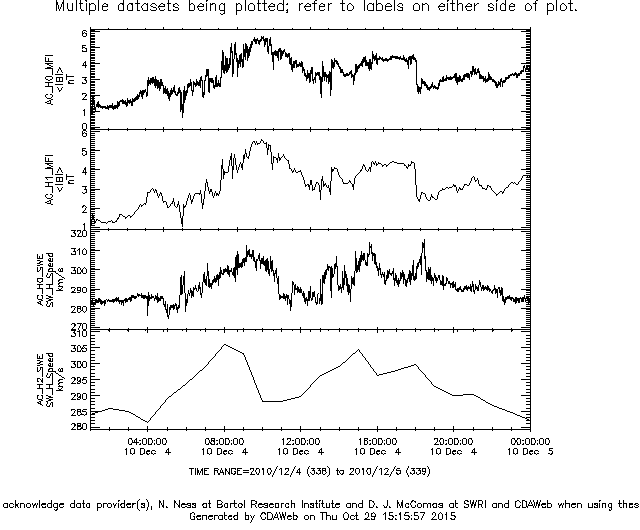 Multiple datasets being plotted; refer to labels on either side of plot.
AC_H0_MFI
<|B|>
nT
6
5
4
3
2
1
0
AC_H1_MFI
<|B|>
nT
6
5
4
3
2
1
AC_H0_SWE
SW_H_Speed
km/s
320
310
300
290
280
270
AC_H2_SWE
SW_H_Speed
km/s
310
305
300
295
290
285
280
04:00:00 08:00:00 12:00:00 16:00:00 20:00:00 00:00:00
10 Dec 4 10 Dec 4 10 Dec 4 10 Dec 4 10 Dec 4 10 Dec 5
TIME RANGE=2010/12/4 (338) to 2010/12/5 (339)
acknowledge data provider(s), N. Ness at Bartol Research Institute and D. J. McComas at SWRI and CDAWeb when using thes
Generated by CDAWeb on Thu Oct 29 15:15:57 2015